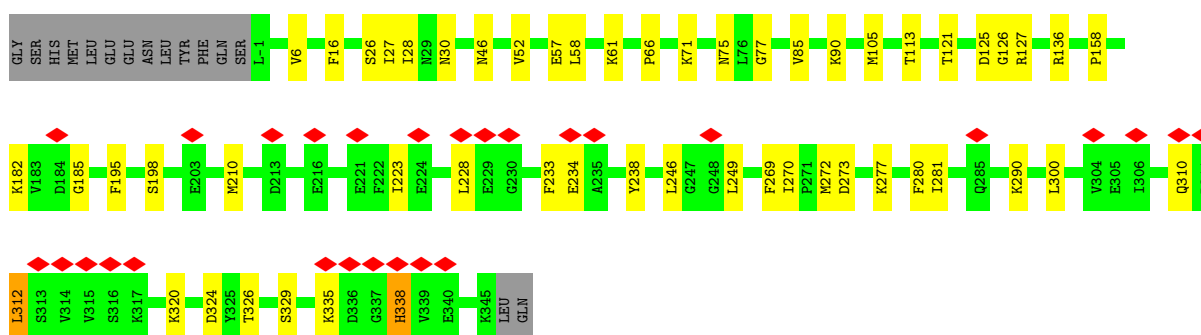 GLY SER HIS MET LEU GLU GLU ASN LEU TYR PHE GLN SER L-1 V6 F16 S26 I27 I28 N29 N30 N46 V52 E57 L58 K61 P66 K71 N75 L76 G77 V85 K90 M105 T113 T121 D125 G126 R127 R136 P158
K182 V183 D184 G185 F195 S198 E203 M210 D213 E216 E221 F222 I223 E224 L228 E229 G230 F233 E234 A235 Y238 L246 G247 G248 L249 F269 I270 P271 M272 D273 K277 F280 I281 Q285 K290 L300 V304 E305 I306 Q310
L312 S313 V314 V315 S316 K317 K320 D324 Y325 T326 S329 K335 D336 G337 H338 V339 E340 K345 LEU GLN